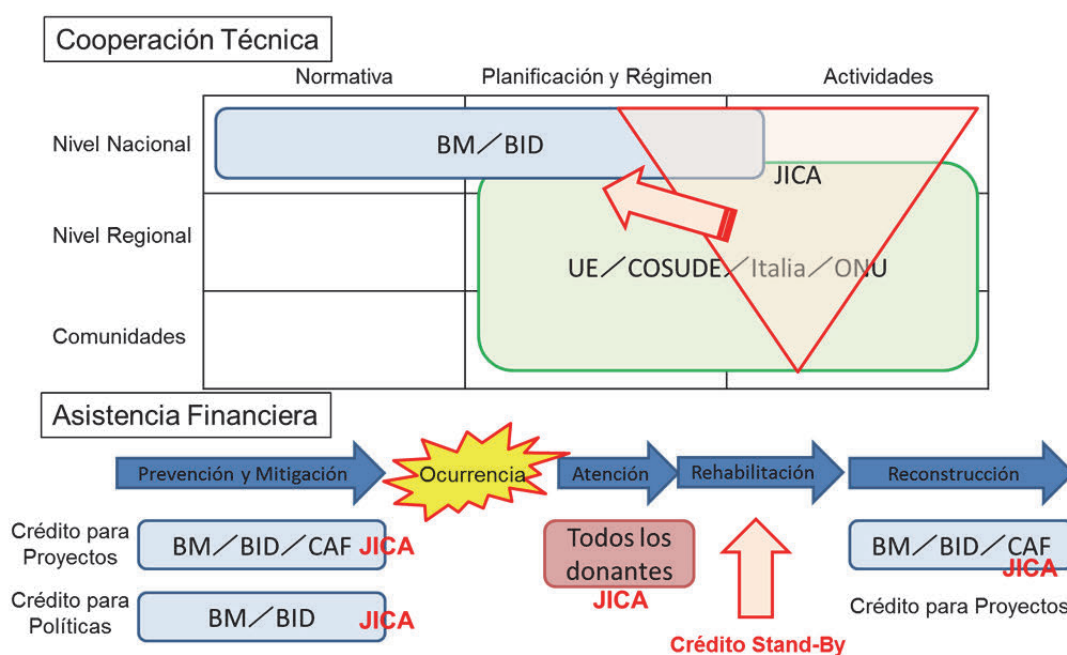 Cooperación Técnica
Normativa
Planificación y Régimen
Actividades
Nivel Nacional
BM／BID
JICA
Nivel Regional
UE／COSUDE／Italia／ONU
Comunidades
Asistencia Financiera
Prevención y Mitigación
Ocurrencia
Atención
Rehabilitación
Reconstrucción
Crédito para
Proyectos
BM／BID／CAF
JICA
Todos los
donantes
JICA
BM／BID／CAF
JICA
Crédito para Proyectos
Crédito para
Políticas
BM／BID
JICA
Crédito Stand-By